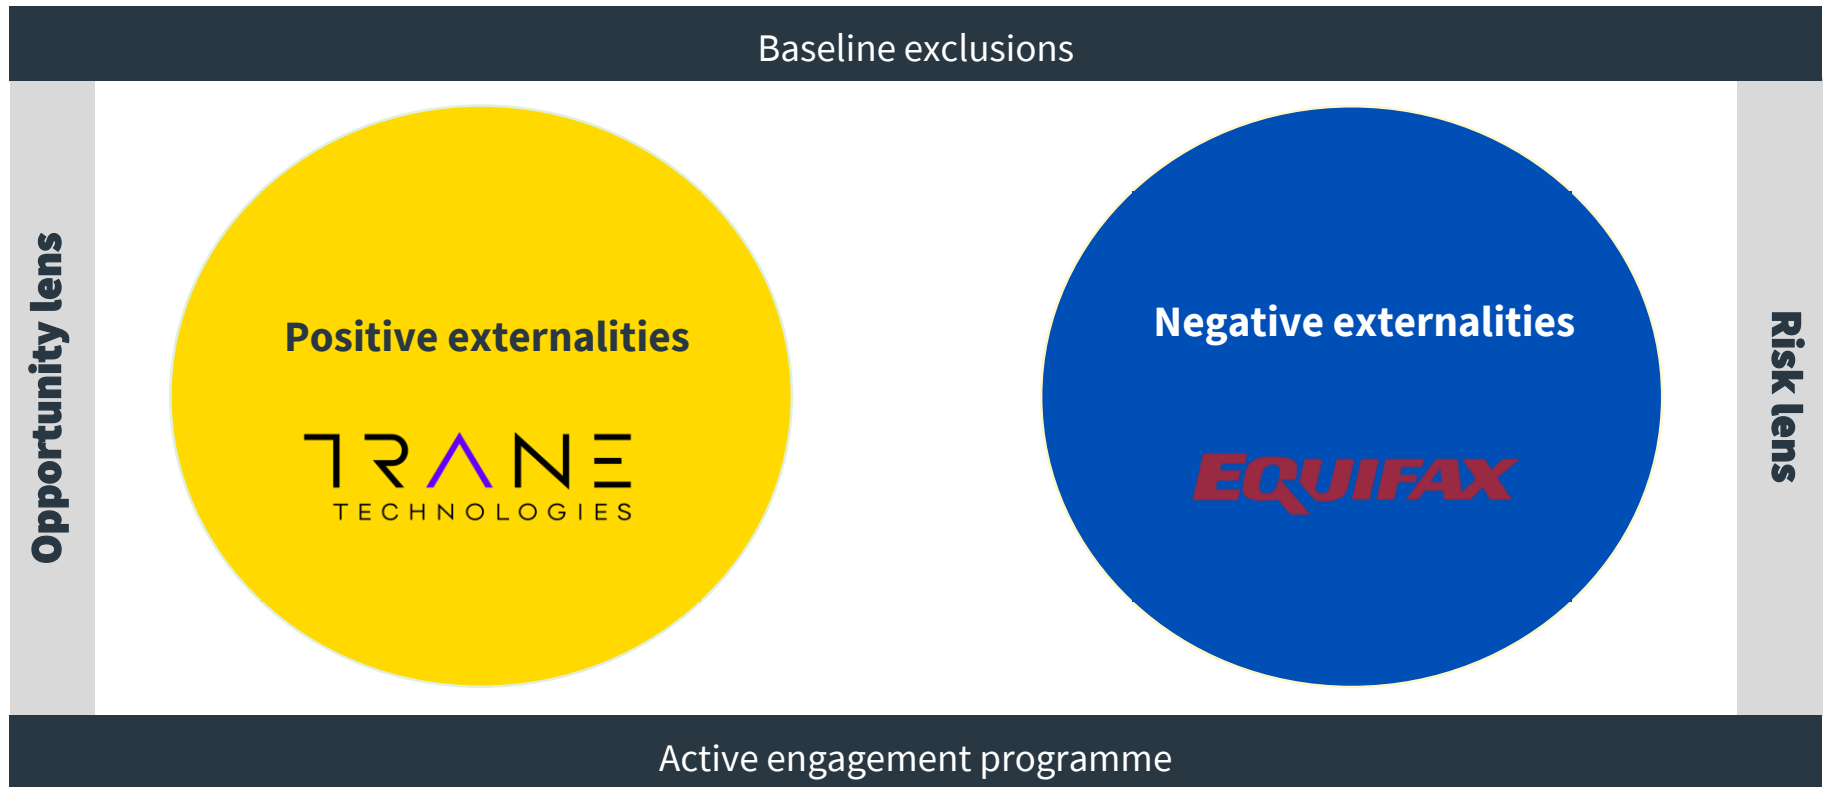 Baseline exclusions
Opportunity lens
Positive externalities
TRANE
TECHNOLOGIES
Negative externalities
EQUIFAX
Risk lens
Active engagement programme